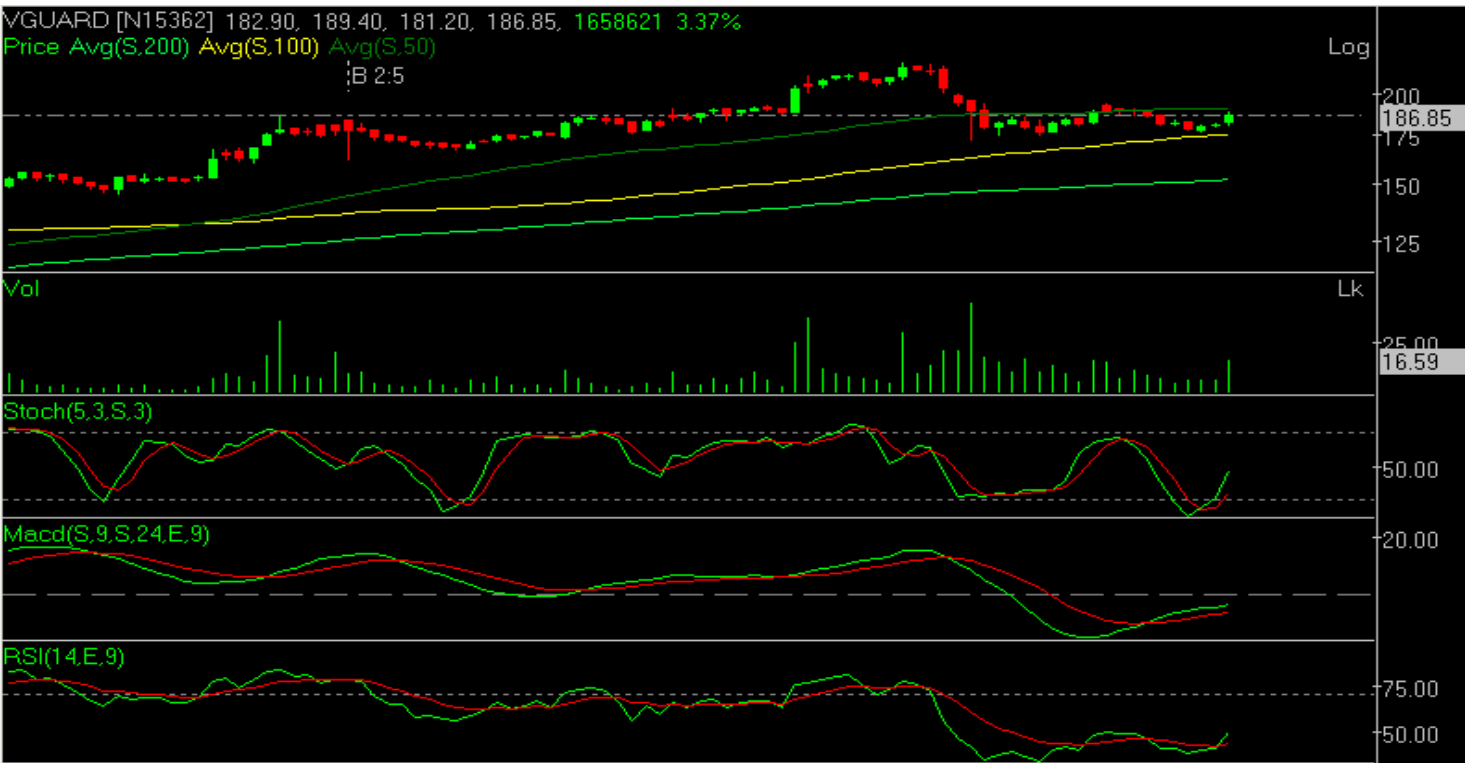 VGUARD [N15362] 182.90, 189.40, 181.20, 186.85, 1658621 3.37%
Price Avg(S,200) Avg(S,100) Avg(S,50)
Log
B 2:5
200
186.85
175
150
125
Vol
Lk
25.00
16.59
Stoch(5,3,S,3)
50.00
Macd(S,9,S,24,E,9)
20.00
RSI(14,E,9)
75.00
50.00